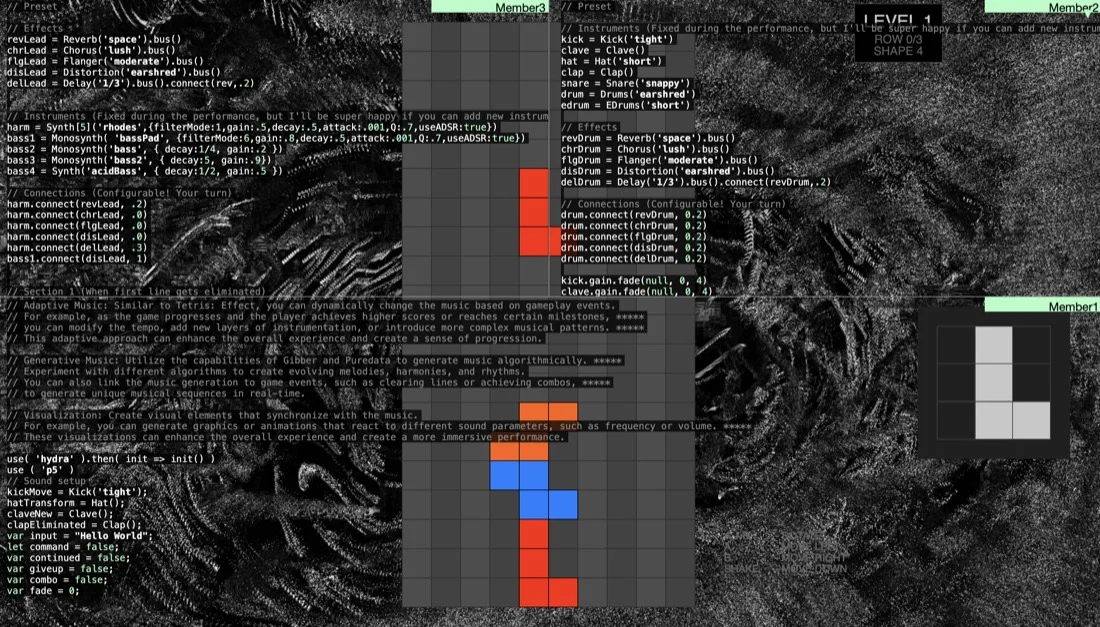 // Preset
Member3
// Effects
revLead = Reverb('space').bus()
chrLead = Chorus('lush').bus()
flgLead = Flanger('moderate').bus()
disLead = Distortion('earshred').bus()
delLead = Delay('1/3').bus().connect(rev,.2)
// Instruments (Fixed during the performance, but I'll be super happy if you can add new instrum
harm = Synth[5]('rhodes',{filterMode:1,gain:.5,decay:.5,attack:.001,Q:.7,useADSR:true})
bass1 = Monosynth( 'bassPad', {filterMode:6,gain:.8,decay:.5,attack:.001,Q:.7,useADSR:true})
bass2 = Monosynth('bass', { decay:1/4, gain:.2 })
bass3 = Monosynth('bass2', { decay:5, gain:.9})
bass4 = Synth('acidBass', { decay:1/2, gain:.5 })
// Connections (Configurable! Your turn)
harm.connect(revLead, .2)
harm.connect(chrLead, .0)
harm.connect(flgLead, .0)
harm.connect(disLead, .0)
harm.connect(delLead, .3)
bass1.connect(disLead, 1)
// Section 1 (When first line gets eliminated)
// Preset
Member2
LEVEL 1
ROW 0/3
SHAPE 4
// Instruments (Fixed during the performance, but I'll be super happy if you can add new instrum
kick = Kick('tight')
clave = Clave()
hat = Hat('short')
clap = Clap()
snare = Snare('snappy')
drum = Drums('earshred')
edrum = EDrums('short')
// Effects
revDrum = Reverb('space').bus()
chrDrum = Chorus('lush').bus()
flgDrum = Flanger('moderate').bus()
disDrum = Distortion('earshred').bus()
delDrum = Delay('1/3').bus().connect(revDrum,.2)
// Connections (Configurable! Your turn)
drum.connect(revDrum, 0.2)
drum.connect(chrDrum, 0.2)
drum.connect(flgDrum, 0.2)
drum.connect(disDrum, 0.2)
drum.connect(delDrum, 0.2)
kick.gain.fade(null, 0, 4)
clave.gain.fade(null, 0, 4)
Member1
// Adaptive Music: Similar to Tetris: Effect, you can dynamically change the music based on gameplay events.
// For example, as the game progresses and the player achieves higher scores or reaches certain milestones, *****
// you can modify the tempo, add new layers of instrumentation, or introduce more complex musical patterns. *****
// This adaptive approach can enhance the overall experience and create a sense of progression.
// Generative Music: Utilize the capabilities of Gibber and Puredata to generate music algorithmically. *****
// Experiment with different algorithms to create evolving melodies, harmonies, and rhythms.
// You can also link the music generation to game events, such as clearing lines or achieving combos, *****
// to generate unique musical sequences in real-time.
// Visualization: Create visual elements that synchronize with the music.
// For example, you can generate graphics or animations that react to different sound parameters, such as frequency or volume. *****
// These visualizations can enhance the overall experience and create a more immersive performance.
use( 'hydra' ).then( init => init() )
use ( 'p5' )
// Sound setup
kickMove = Kick('tight');
hatTransform = Hat();
claveNew = Clave();
clapEliminated = Clap();
var input = "Hello World";
let command = false;
var continued = false;
var giveup = false;
var combo = false;
var fade = 0;
SHAKE MOVE DOWN